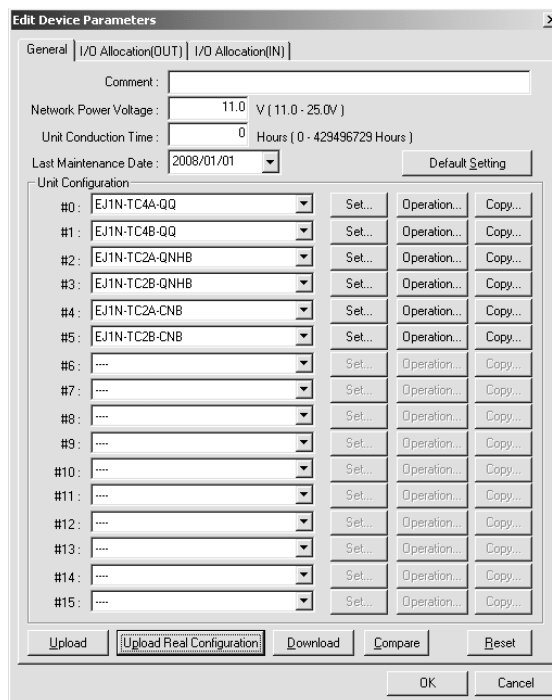 Edit Device Parameters
General I/O Allocation(OUT) I/O Allocation(IN)
Comment :
Network Power Voltage : 11.0 V ( 11.0 - 25.0V )
Unit Conduction Time : 0 Hours ( 0 - 429496729 Hours )
Last Maintenance Date : 2008/01/01 Default Setting
Unit Configuration
#0 : EJ1N-TC4A-QQ Set... Operation... Copy...
#1 : EJ1N-TC4B-QQ Set... Operation... Copy...
#2 : EJ1N-TC2A-QNHB Set... Operation... Copy...
#3 : EJ1N-TC2B-QNHB Set... Operation... Copy...
#4 : EJ1N-TC2A-CNB Set... Operation... Copy...
#5 : EJ1N-TC2B-CNB Set... Operation... Copy...
#6 : ---- Set... Operation... Copy...
#7 : ---- Set... Operation... Copy...
#8 : ---- Set... Operation... Copy...
#9 : ---- Set... Operation... Copy...
#10 : ---- Set... Operation... Copy...
#11 : ---- Set... Operation... Copy...
#12 : ---- Set... Operation... Copy...
#13 : ---- Set... Operation... Copy...
#14 : ---- Set... Operation... Copy...
#15 : ---- Set... Operation... Copy...
Upload Upload Real Configuration Download Compare Reset
OK Cancel